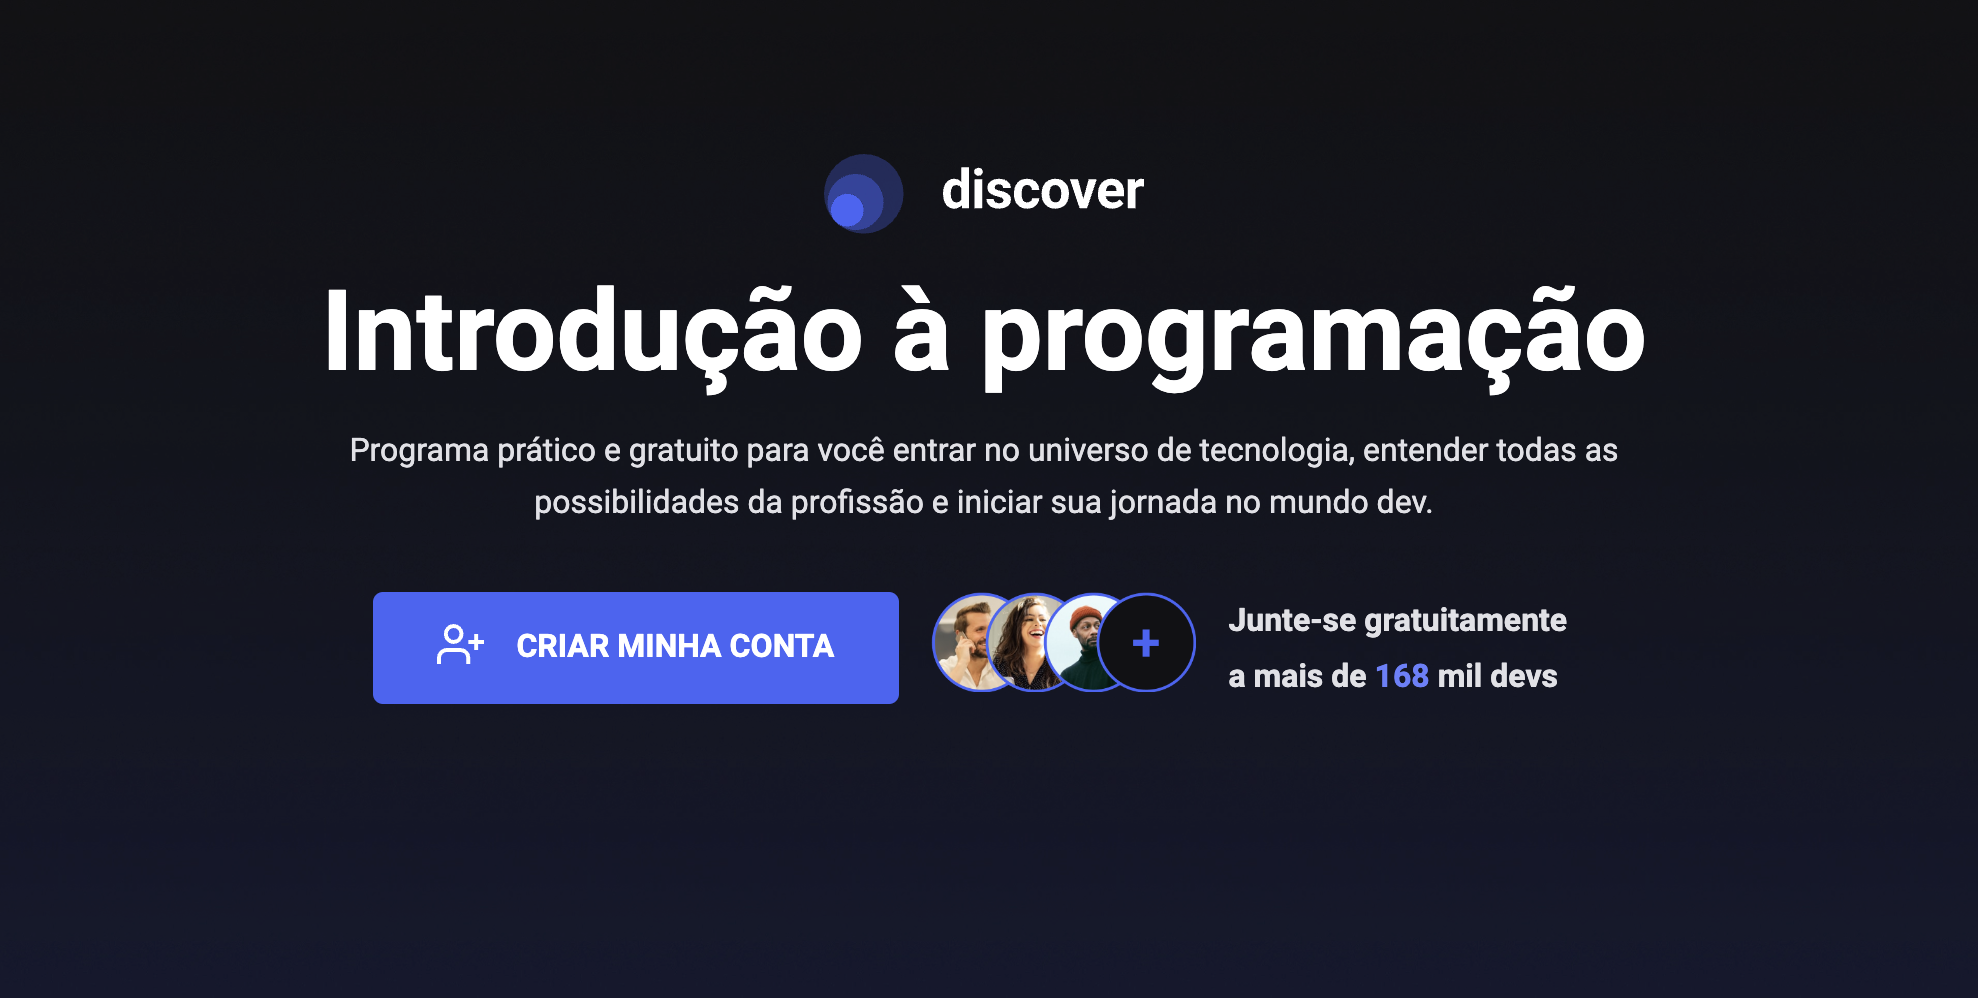 discover
Introdução à programação
Programa prático e gratuito para você entrar no universo de tecnologia, entender todas as
possibilidades da profissão e iniciar sua jornada no mundo dev.
CRIAR MINHA CONTA
+
Junte-se gratuitamente
a mais de 168 mil devs